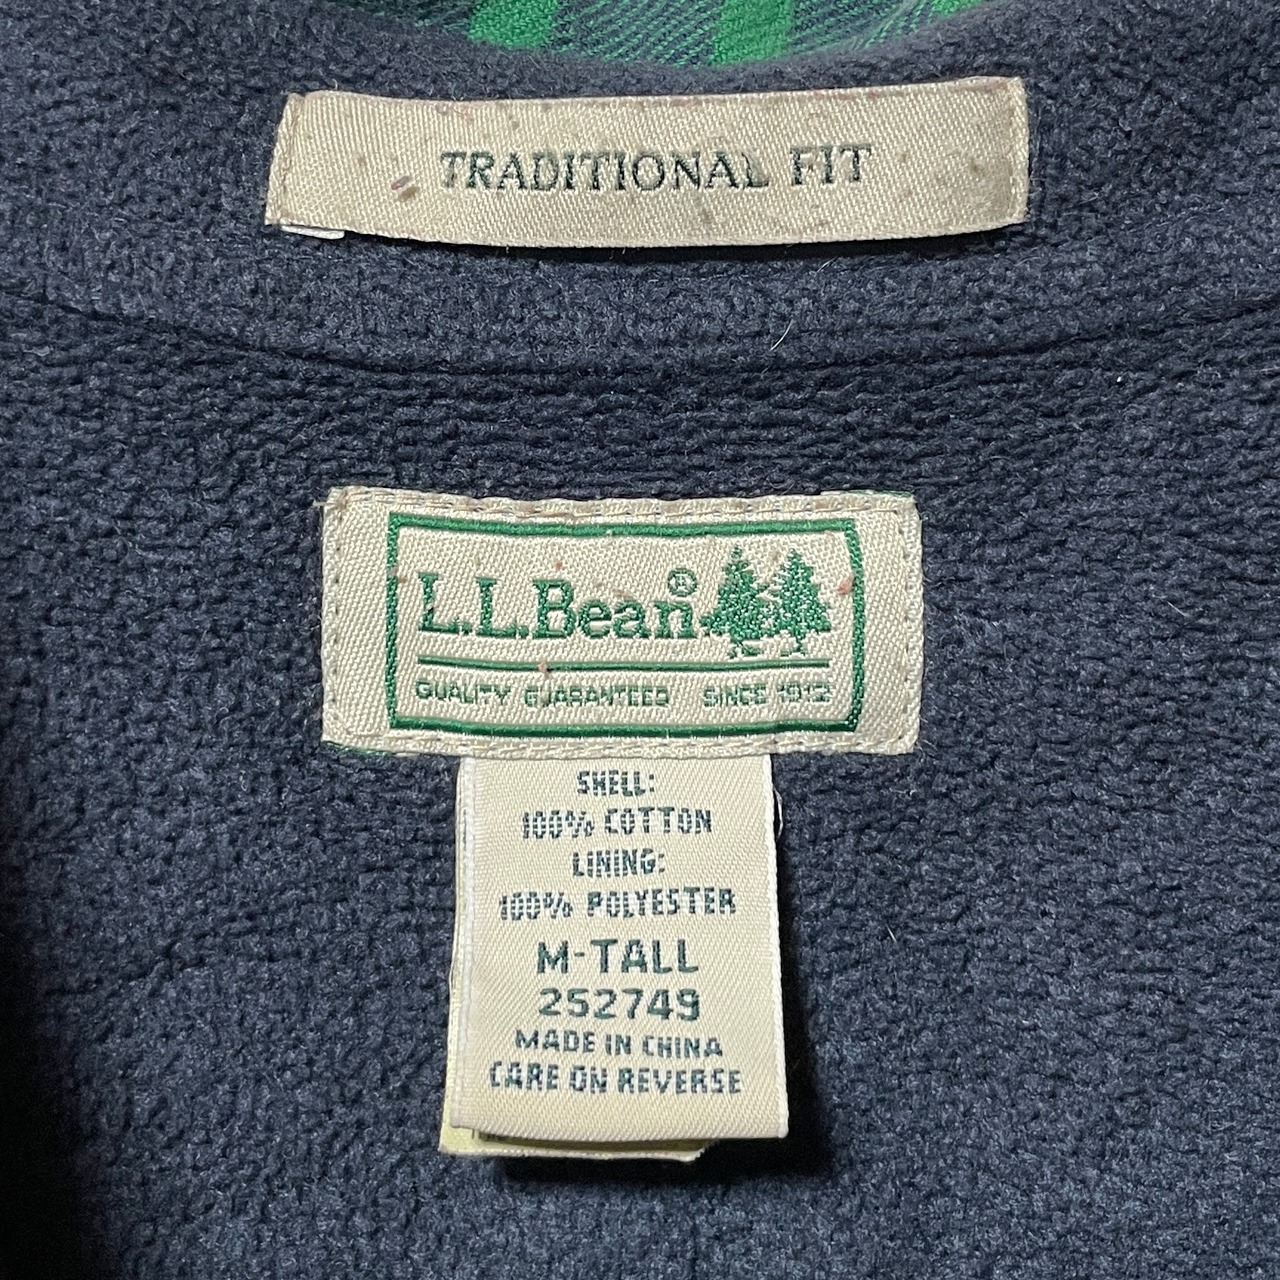 TRADITIONAL FIT
L.L.Bean®
QUALITY GUARANTEED SINCE 1912
SHELL:
100% COTTON
LINING:
100% POLYESTER
M-TALL
252749
MADE IN CHINA
CARE ON REVERSE